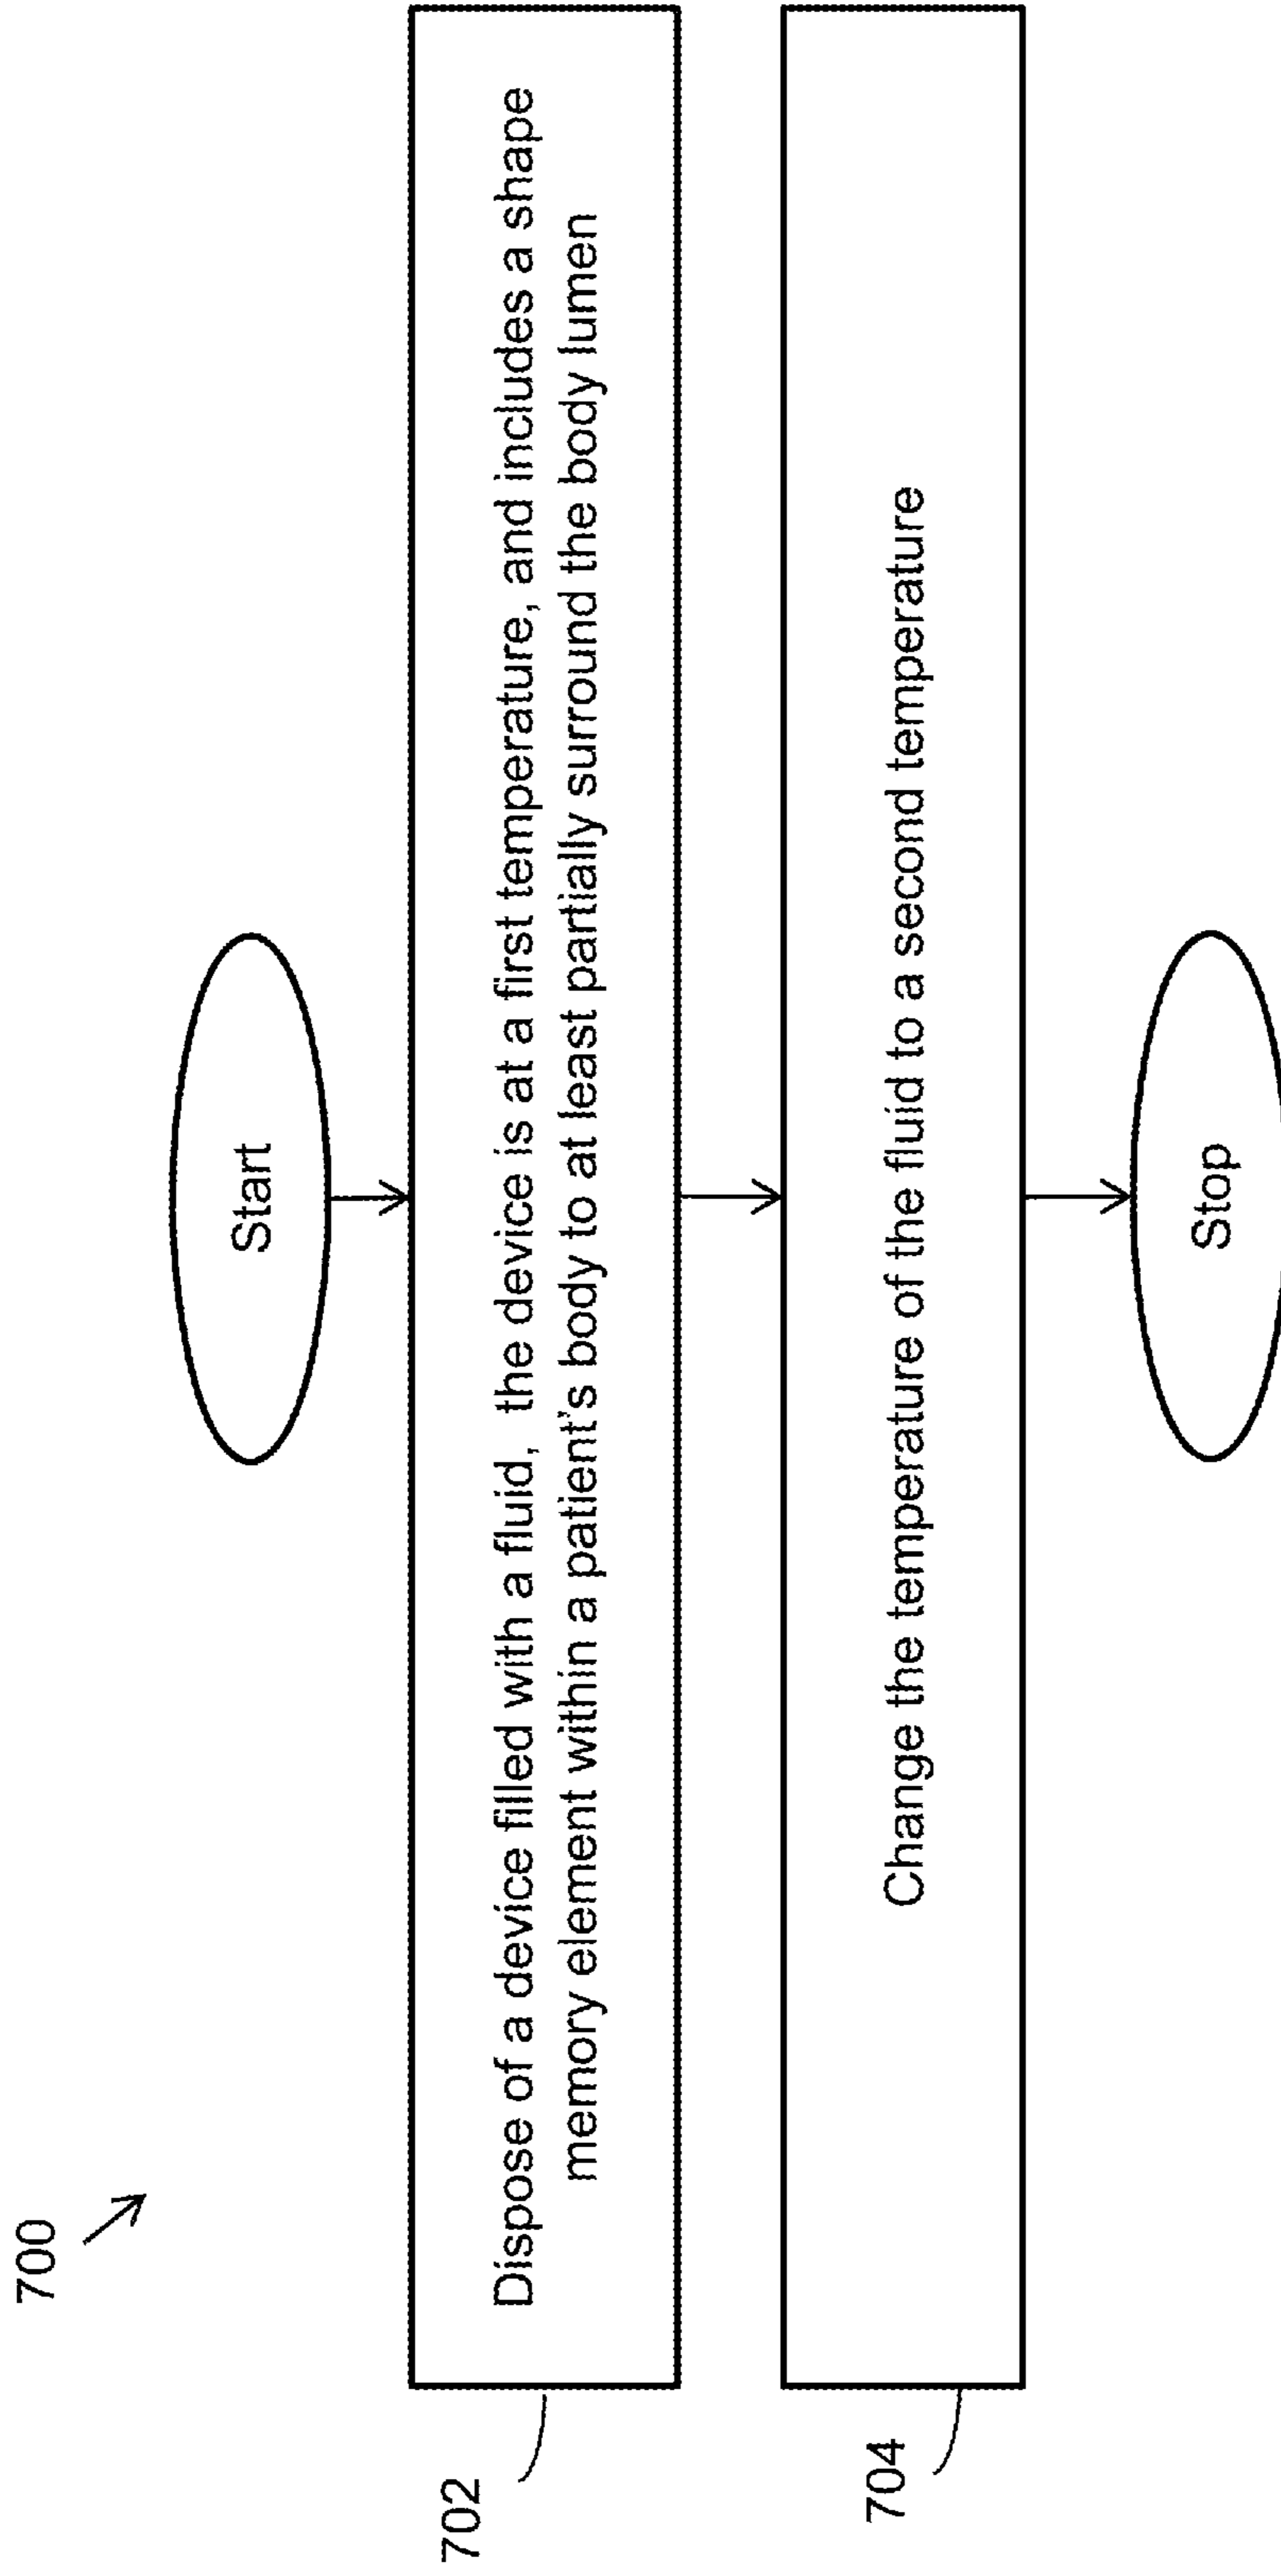 700
Start
702
Dispose of a device filled with a fluid, the device is at a first temperature, and includes a shape
memory element within a patient's body to at least partially surround the body lumen
704
Change the temperature of the fluid to a second temperature
Stop